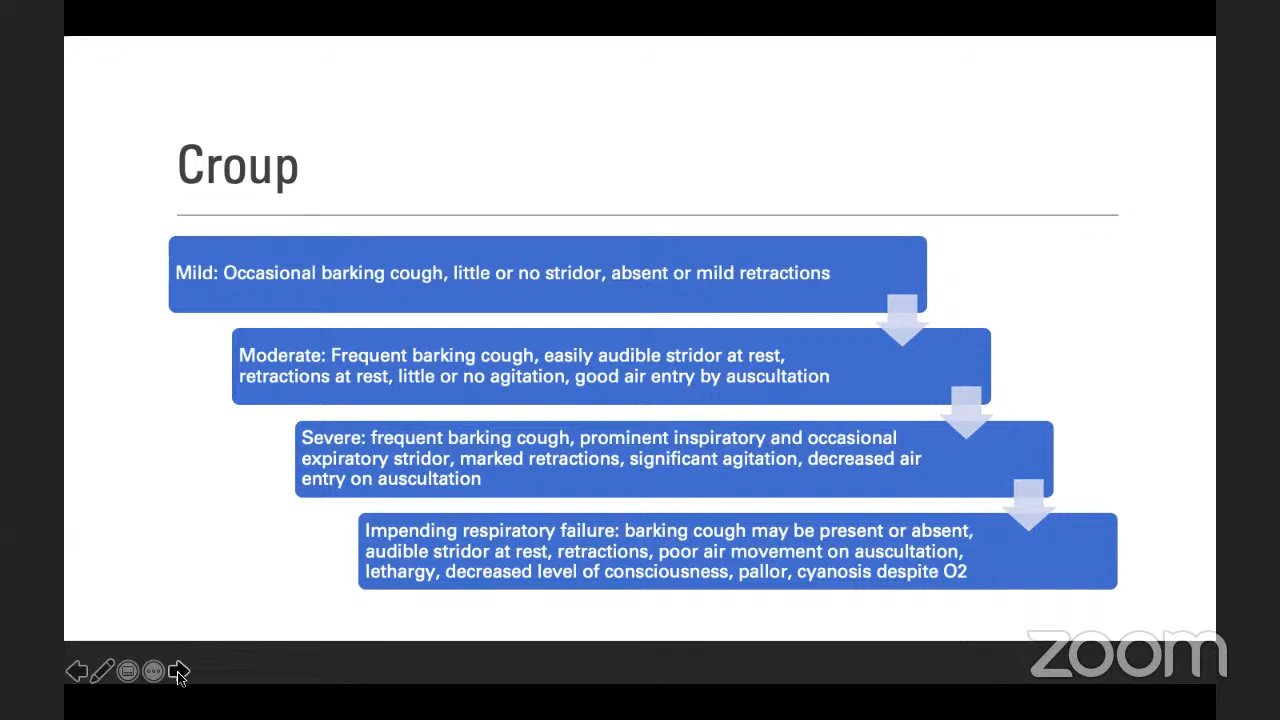 Croup
Mild: Occasional barking cough, little or no stridor, absent or mild retractions
Moderate: Frequent barking cough, easily audible stridor at rest,
retractions at rest, little or no agitation, good air entry by auscultation
Severe: frequent barking cough, prominent inspiratory and occasional
expiratory stridor, marked retractions, significant agitation, decreased air
entry on auscultation
Impending respiratory failure: barking cough may be present or absent,
audible stridor at rest, retractions, poor air movement on auscultation,
lethargy, decreased level of consciousness, pallor, cyanosis despite O2
zoom